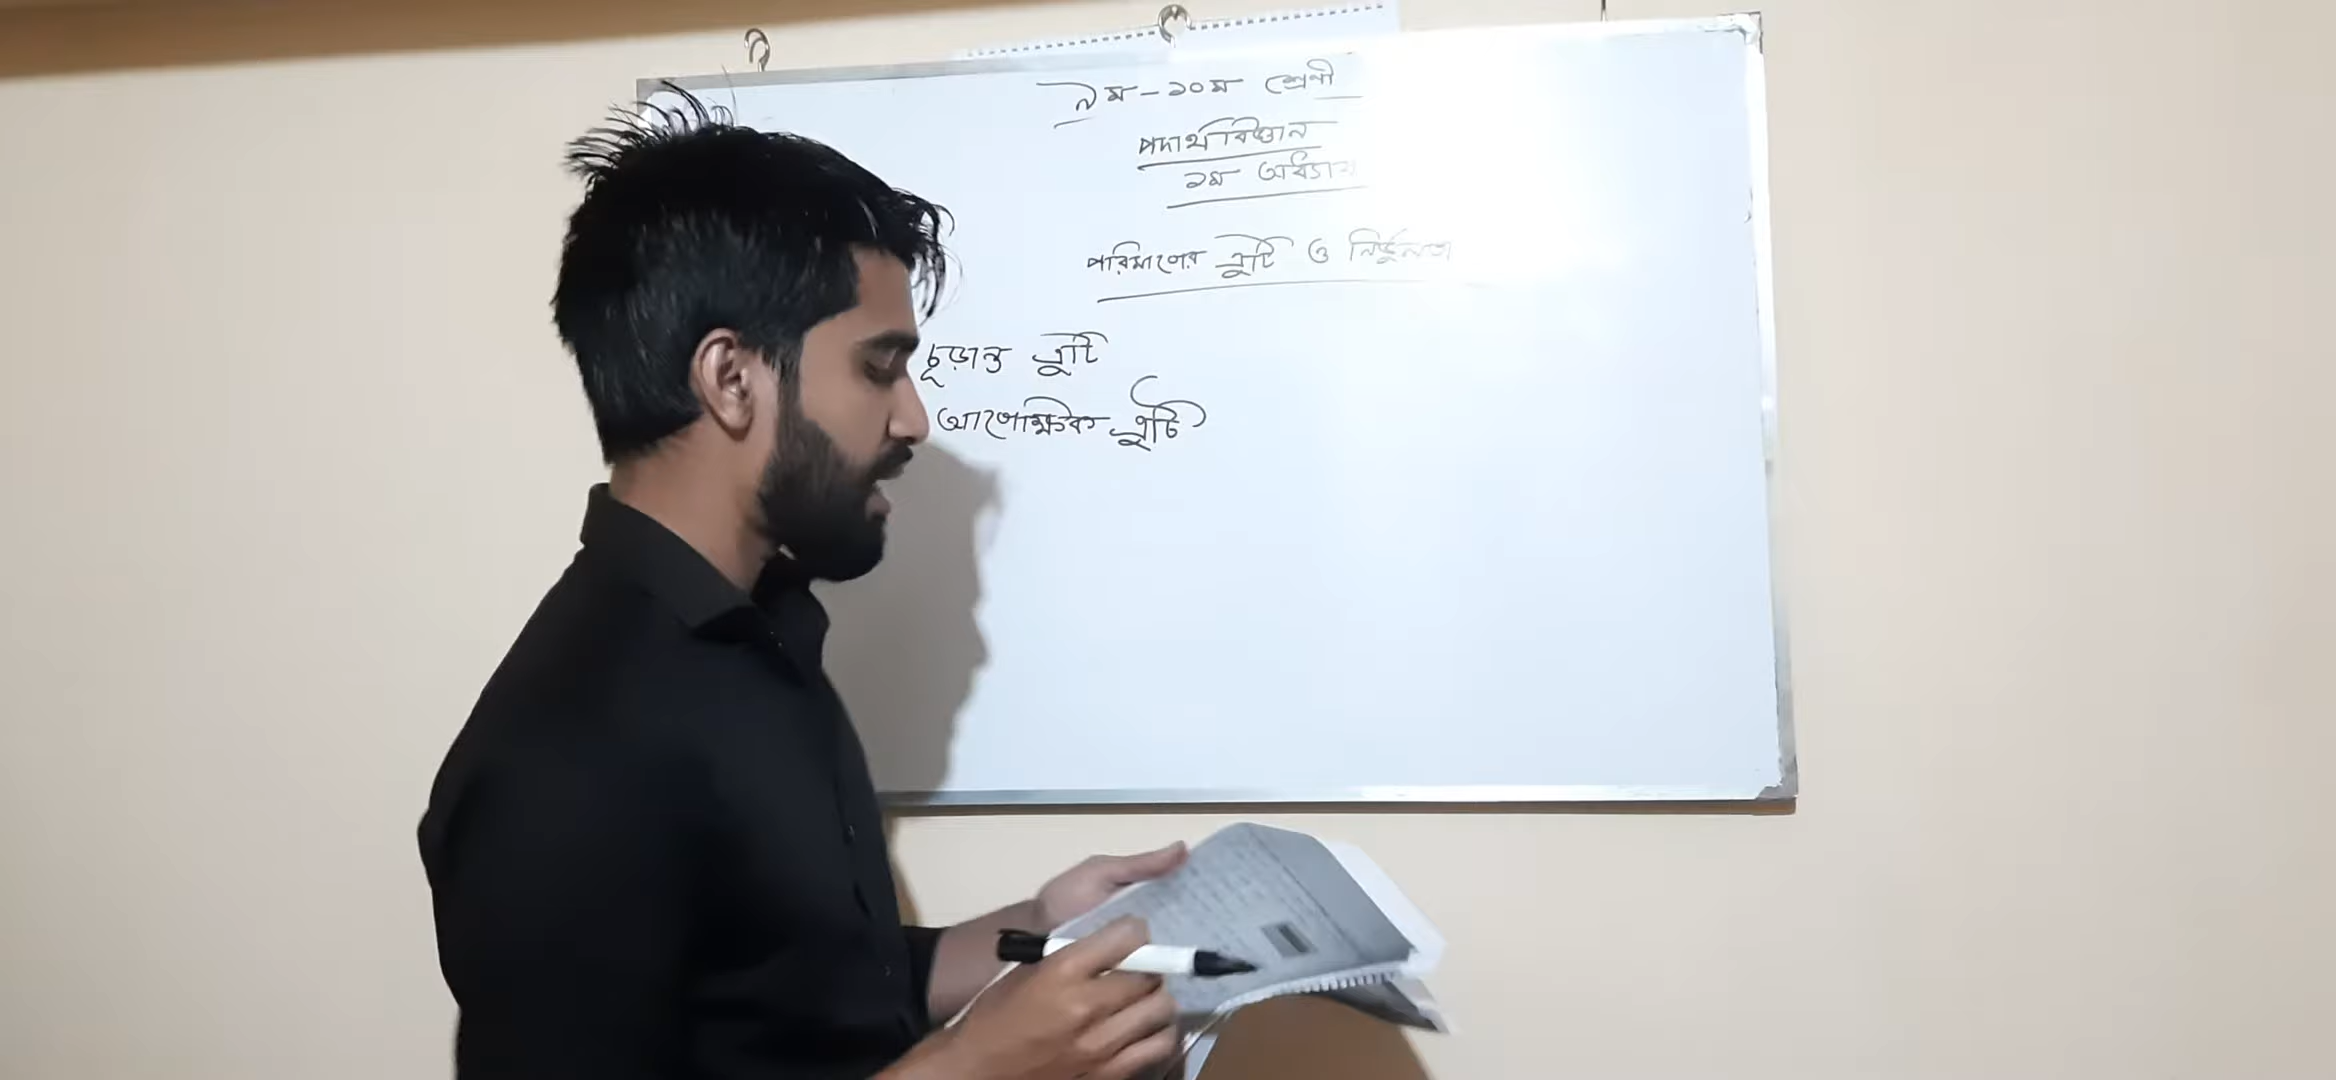 ৯ম - ১০ম শ্রেণী
পদার্থবিজ্ঞান
১ম অধ্যায়
পরিমাপের ত্রুটি ও নির্ভুলতা
চূড়ান্ত ত্রুটি
আপেক্ষিক ত্রুটি